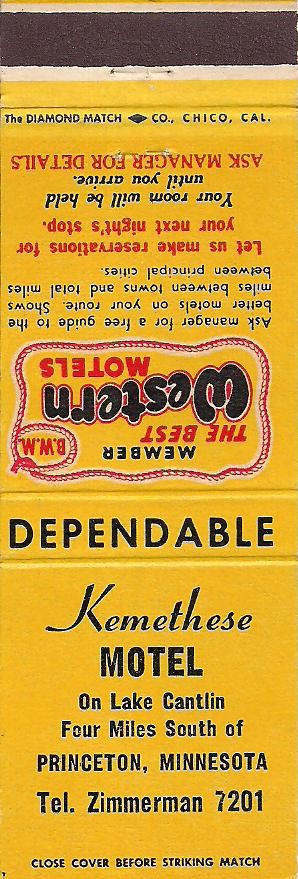 The DIAMOND MATCH CO., CHICO, CAL.
MEMBER
THE BEST
Western
MOTELS
B.W.M.
Ask manager for a free guide to the
better motels on your route. Shows
miles between towns and total miles
between principal cities.
Let us make reservations for
your next night's stop.
Your room will be held
until you arrive.
ASK MANAGER FOR DETAILS
DEPENDABLE
Kemethese
MOTEL
On Lake Cantlin
Four Miles South of
PRINCETON, MINNESOTA
Tel. Zimmerman 7201
CLOSE COVER BEFORE STRIKING MATCH